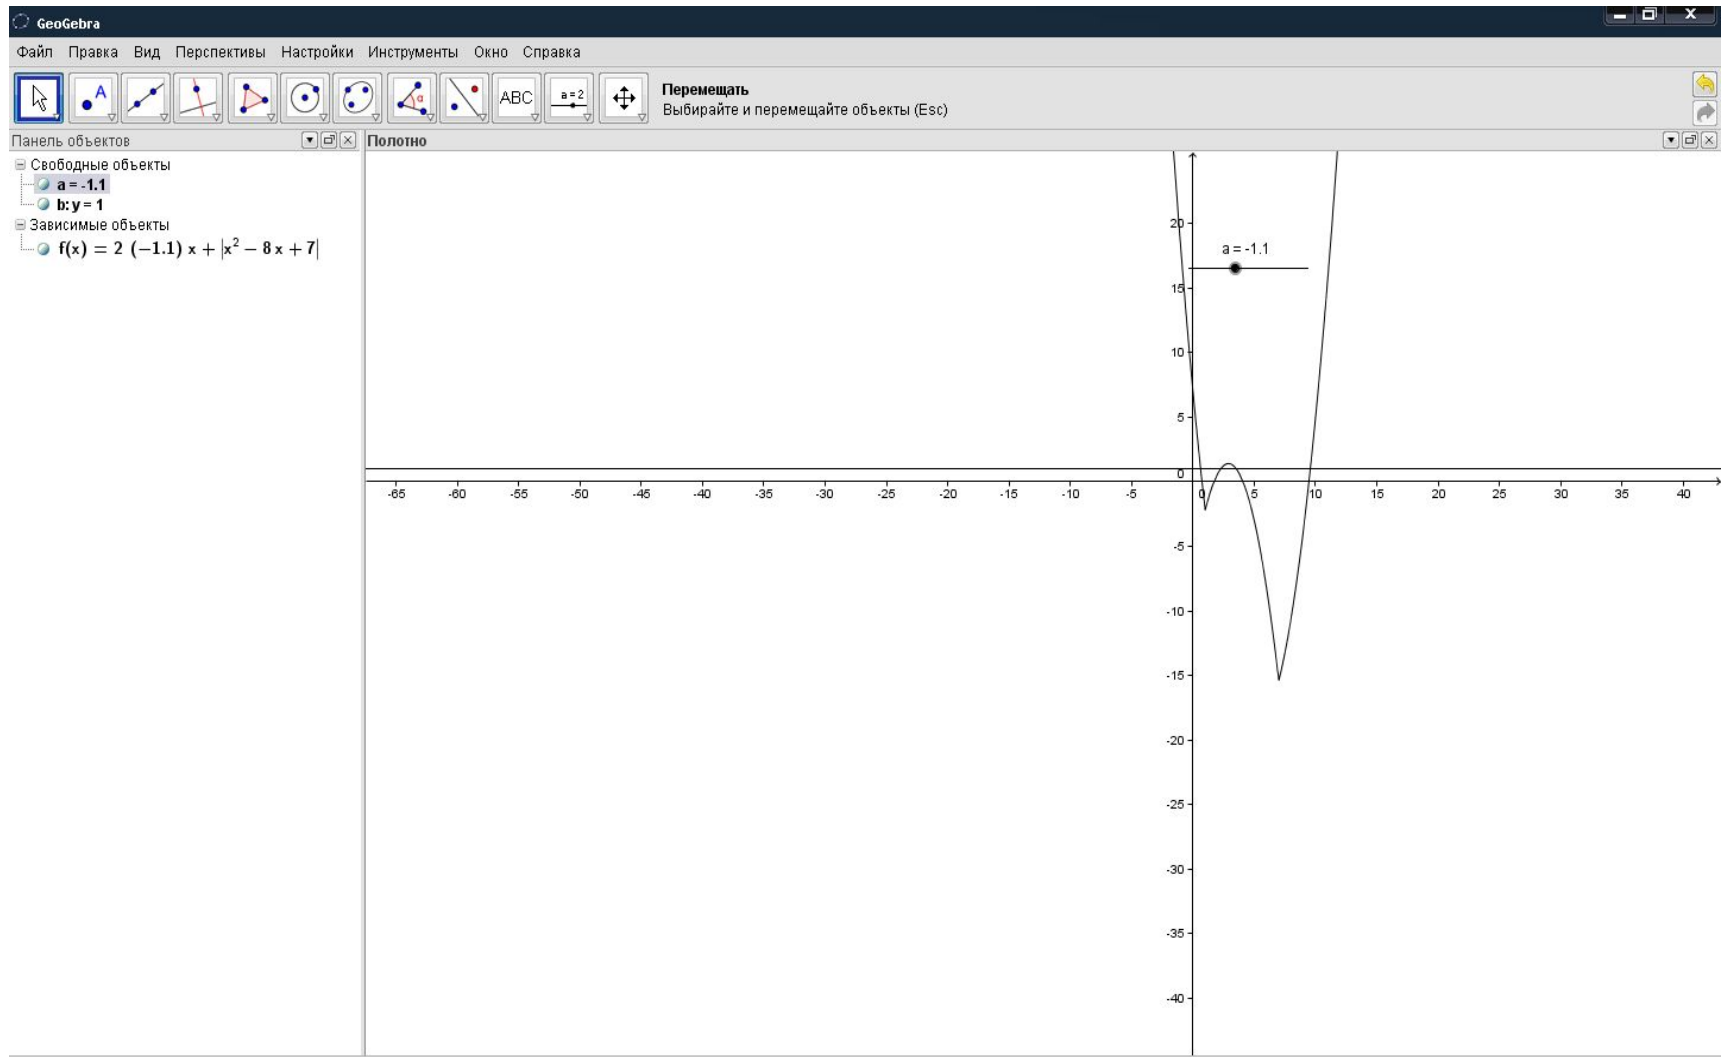 GeoGebra
Файл Правка Вид Перспективы Настройки Инструменты Окно Справка
A
α
ABC
a = 2
Перемещать
Выбирайте и перемещайте объекты (Esc)
Панель объектов
Полотно
Свободные объекты
a = -1.1
b: y = 1
Зависимые объекты
f(x) = 2 (−1.1) x + |x² − 8 x + 7|
20
a = -1.1
15
10
5
0
-65 -60 -55 -50 -45 -40 -35 -30 -25 -20 -15 -10 -5 0 5 10 15 20 25 30 35 40
-5
-10
-15
-20
-25
-30
-35
-40